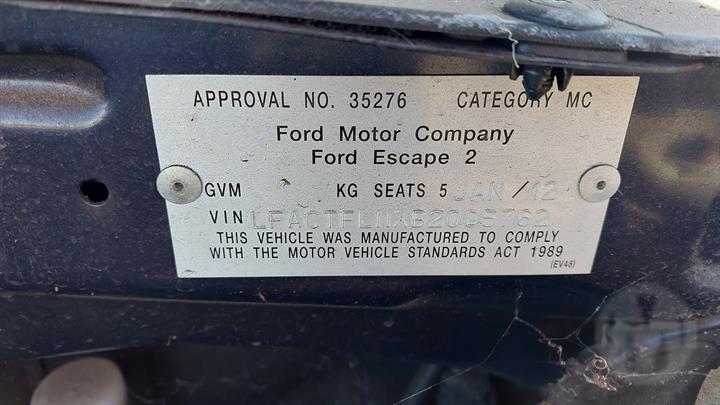 APPROVAL NO. 35276 CATEGORY MC
Ford Motor Company
Ford Escape 2
GVM KG SEATS 5 JAN/12
VIN
THIS VEHICLE WAS MANUFACTURED TO COMPLY
WITH THE MOTOR VEHICLE STANDARDS ACT 1989
(EV48)